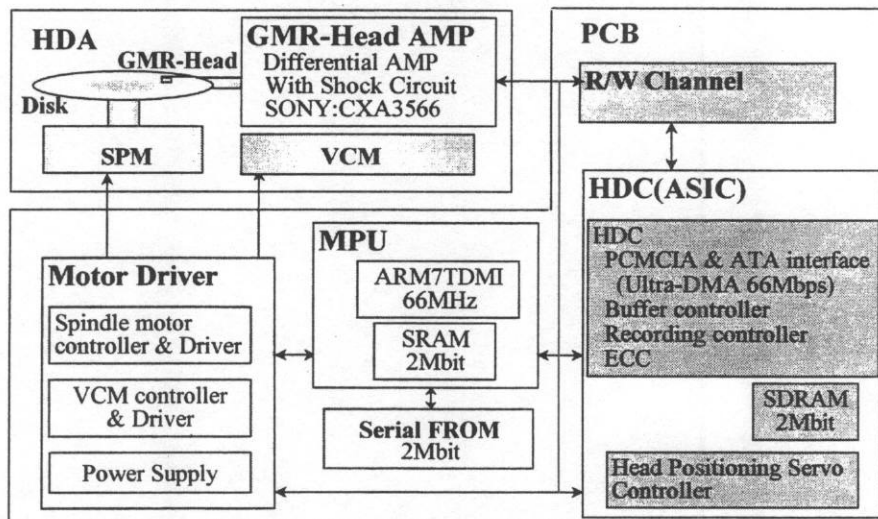 HDA
GMR-Head
Disk
SPM
GMR-Head AMP
Differential AMP
With Shock Circuit
SONY:CXA3566
VCM
PCB
R/W Channel
HDC(ASIC)
HDC
PCMCIA & ATA interface
(Ultra-DMA 66Mbps)
Buffer controller
Recording controller
ECC
SDRAM
2Mbit
Head Positioning Servo
Controller
MPU
ARM7TDMI
66MHz
SRAM
2Mbit
Serial FROM
2Mbit
Motor Driver
Spindle motor
controller & Driver
VCM controller
& Driver
Power Supply